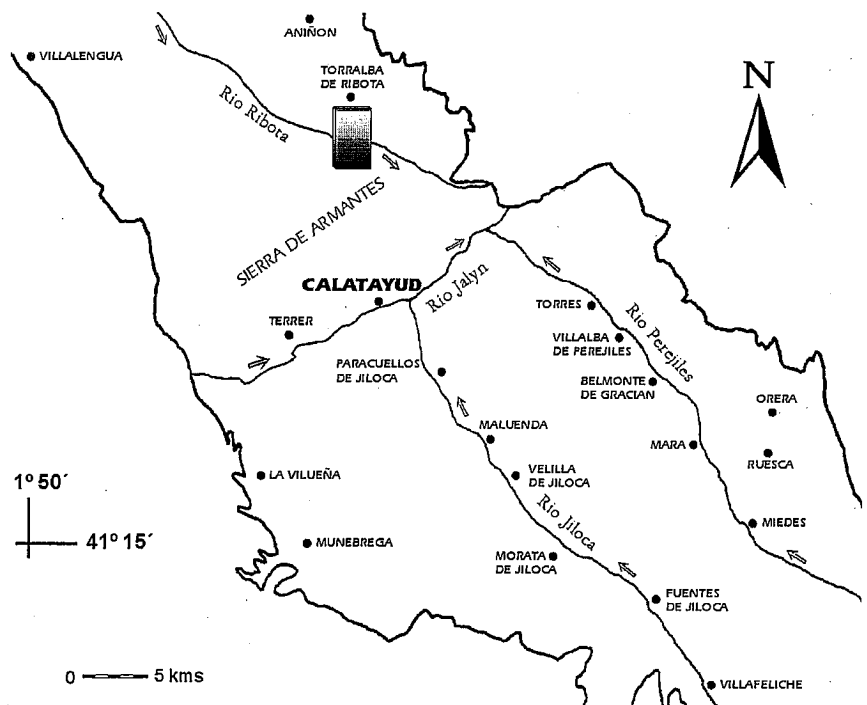 ANIÑON
VILLALENGUA
TORRALBA
DE RIBOTA
Rio Ribota
N
SIERRA DE ARMANTES
CALATAYUD
Rio Jalyn
TERRER
TORRES
Rio Perejiles
VILLALBA
DE PEREJILES
PARACUELLOS
DE JILOCA
BELMONTE
DE GRACIAN
ORERA
MALUENDA
MARA
RUESCA
LA VILUEÑA
VELILLA
DE JILOCA
1º 50´
41º 15´
Rio Jiloca
MIEDES
MUNEBREGA
MORATA
DE JILOCA
FUENTES
DE JILOCA
0 5 kms
VILLAFELICHE